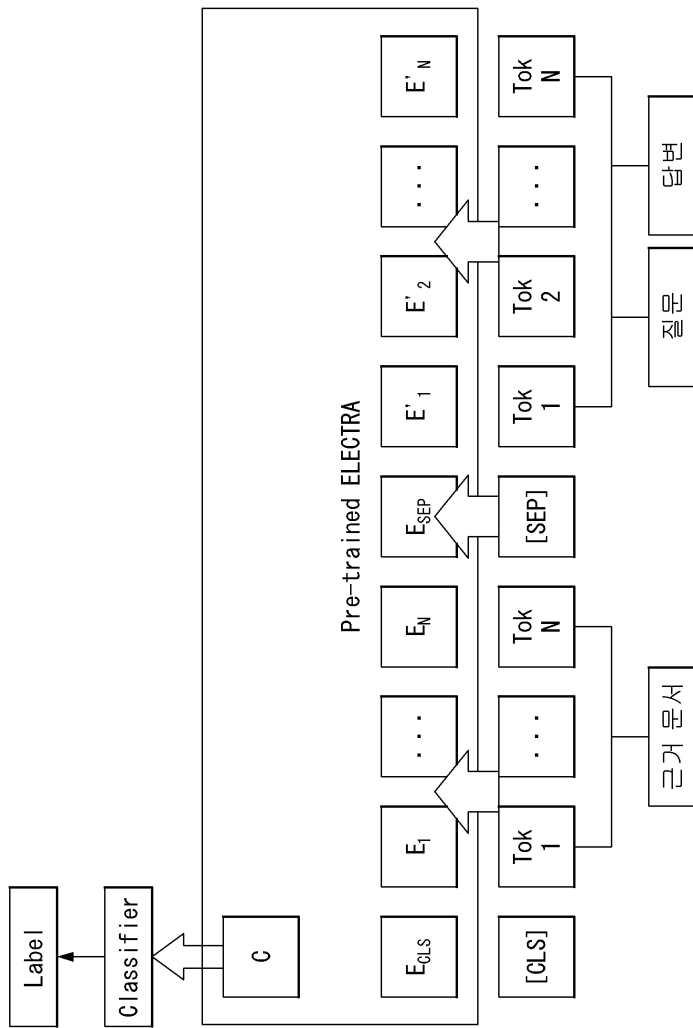 Label
Classifier
C
Pre-trained ELECTRA
E_CLS
E_1
...
E_N
E_SEP
E'_1
E'_2
...
E'_N
[CLS]
Tok 1
...
Tok N
[SEP]
Tok 1
Tok 2
...
Tok N
근거 문서
질문
답변